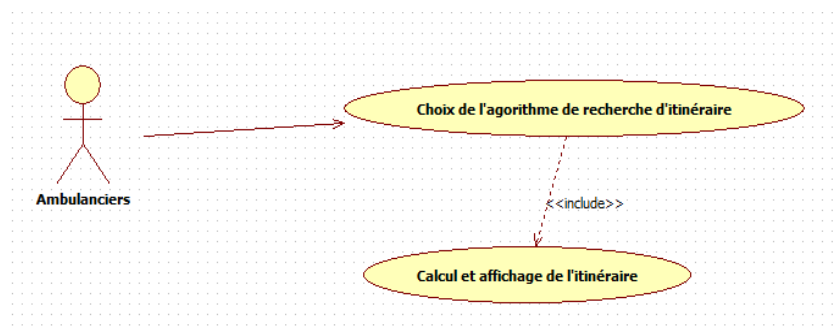 Choix de l'agorithme de recherche d'itinéraire
Ambulanciers
<<include>>
Calcul et affichage de l'itinéraire